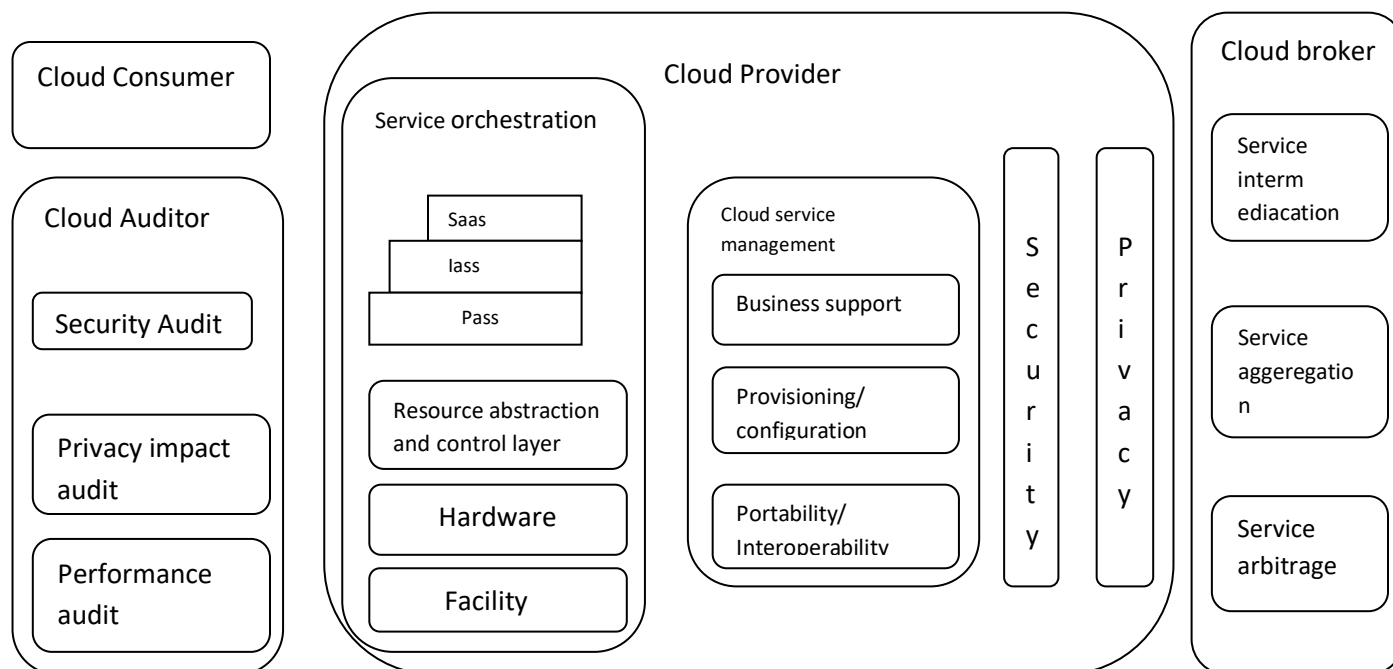 Cloud Consumer
Cloud Auditor
Security Audit
Privacy impact
audit
Performance
audit
Cloud Provider
Service orchestration
Saas
Iass
Pass
Resource abstraction
and control layer
Hardware
Facility
Cloud service
management
Business support
Provisioning/
configuration
Portability/
Interoperability
Security
Privacy
Cloud broker
Service
interm
ediacation
Service
aggeregatio
n
Service
arbitrage